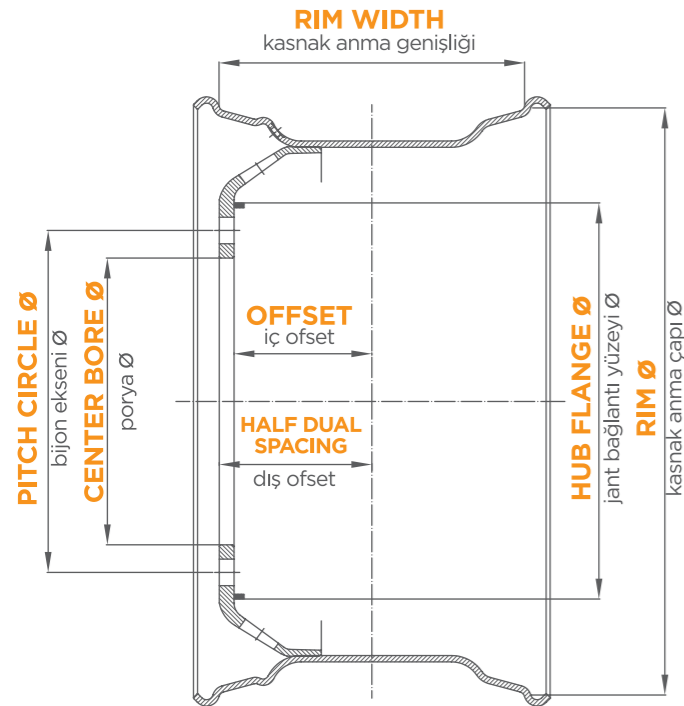 RIM WIDTH
kasnak anma genişliği
PITCH CIRCLE Ø
bijon ekseni Ø
CENTER BORE Ø
porya Ø
OFFSET
iç ofset
HALF DUAL
SPACING
dış ofset
HUB FLANGE Ø
jant bağlantı yüzeyi Ø
RIM Ø
kasnak anma çapı Ø